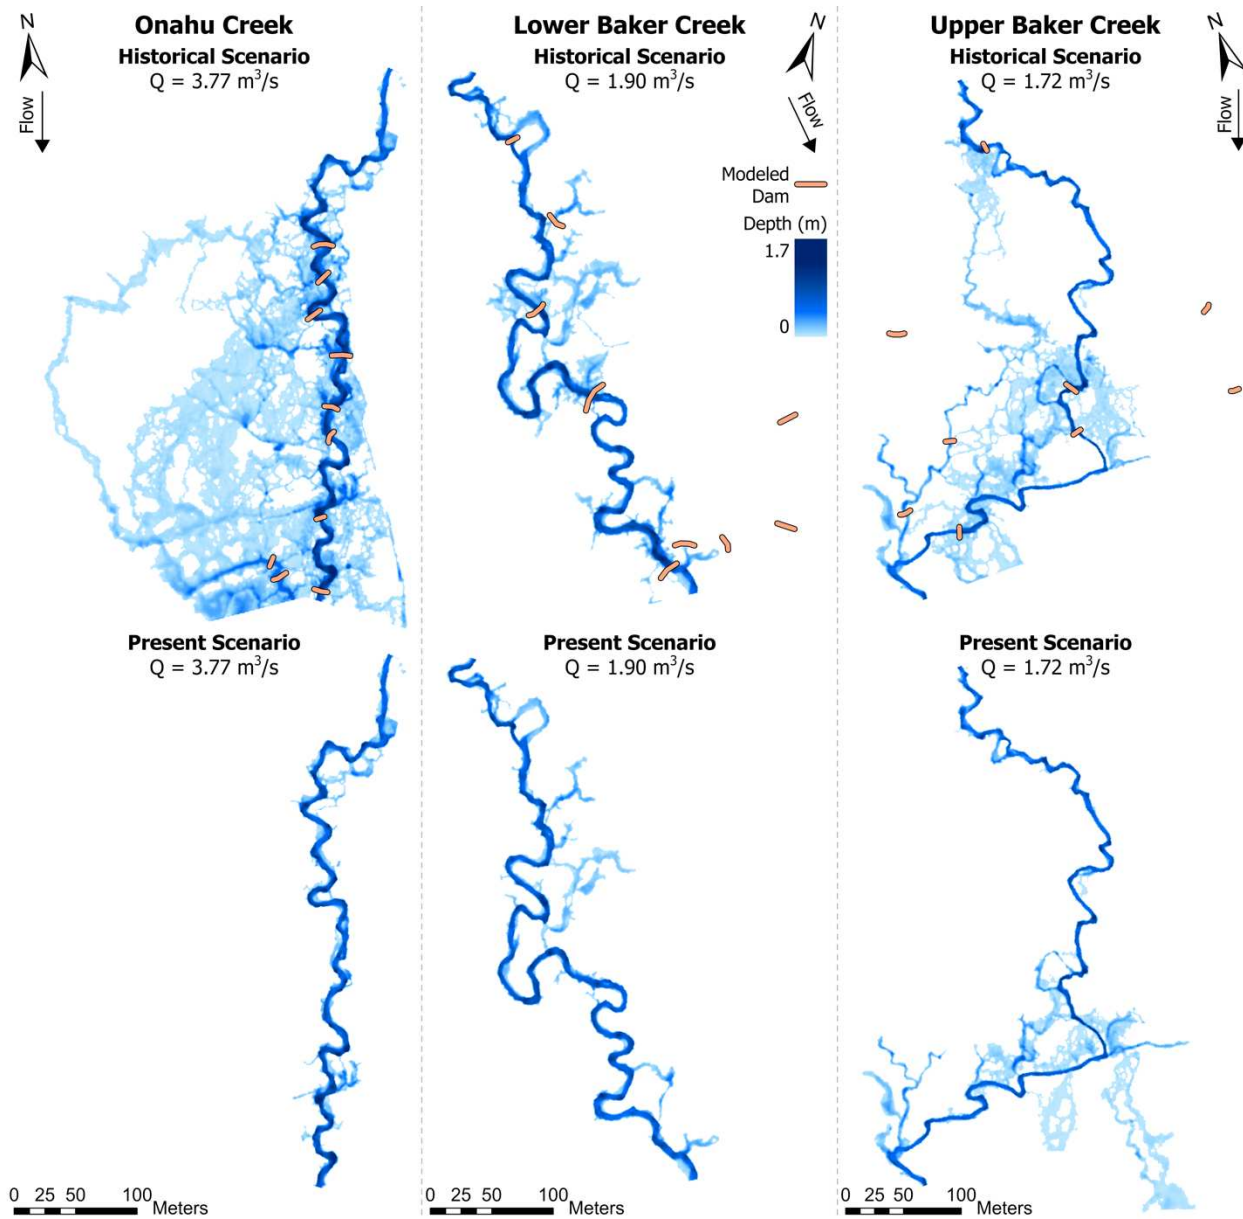 Onahu Creek
Historical Scenario
Q = 3.77 m³/s
N
Flow
Lower Baker Creek
Historical Scenario
Q = 1.90 m³/s
N
Flow
Modeled
Dam
Depth (m)
1.7
0
Upper Baker Creek
Historical Scenario
Q = 1.72 m³/s
N
Flow
Present Scenario
Q = 3.77 m³/s
0 25 50 100
Meters
Present Scenario
Q = 1.90 m³/s
0 25 50 100
Meters
Present Scenario
Q = 1.72 m³/s
0 25 50 100
Meters